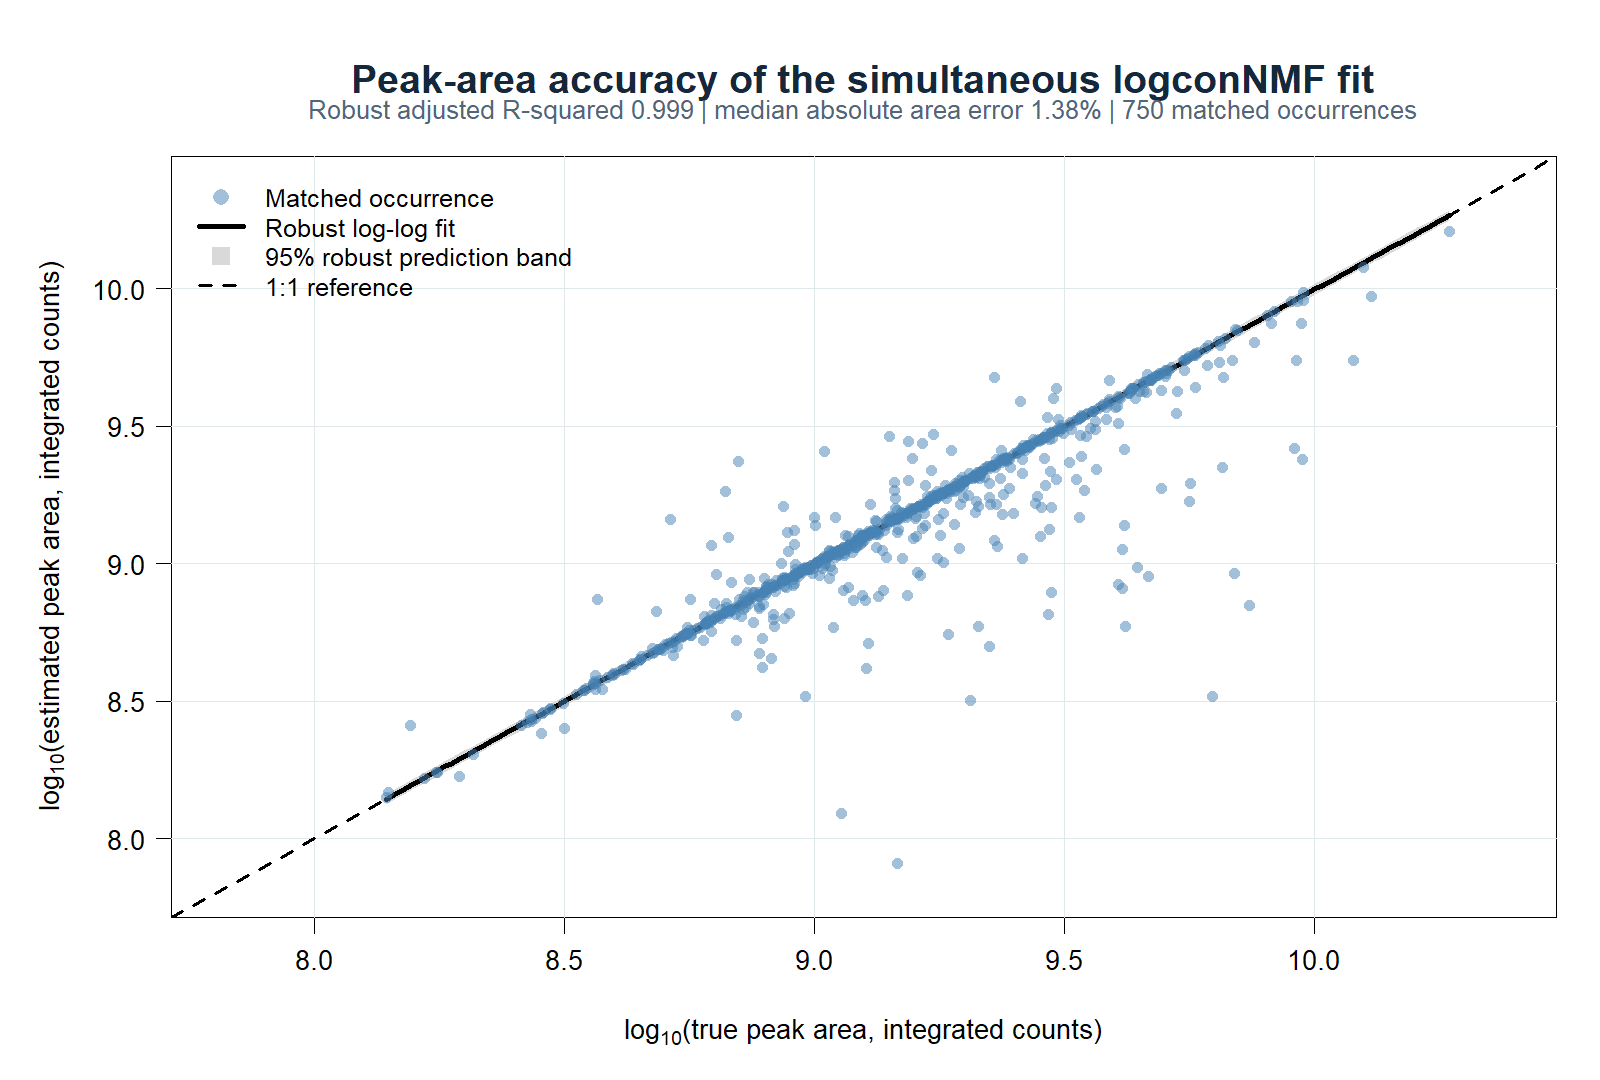 Peak-area accuracy of the simultaneous logconNMF fit
Robust adjusted R-squared 0.999 | median absolute area error 1.38% | 750 matched occurrences
Matched occurrence
Robust log-log fit
95% robust prediction band
1:1 reference
log10(estimated peak area, integrated counts)
10.0
9.5
9.0
8.5
8.0
8.0 8.5 9.0 9.5 10.0
log10(true peak area, integrated counts)